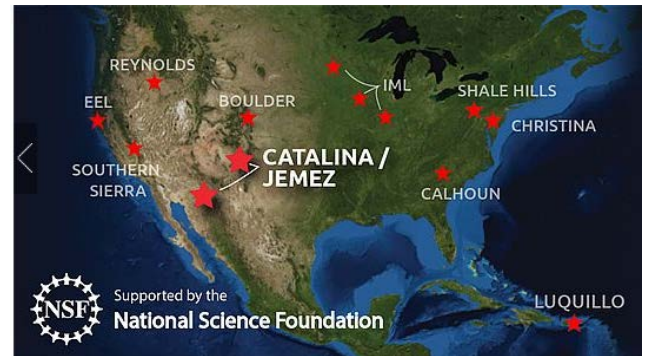 REYNOLDS
IML
EEL
BOULDER
SHALE HILLS
CHRISTINA
SOUTHERN
SIERRA
CATALINA /
JEMEZ
CALHOUN
LUQUILLO
NSF
Supported by the
National Science Foundation